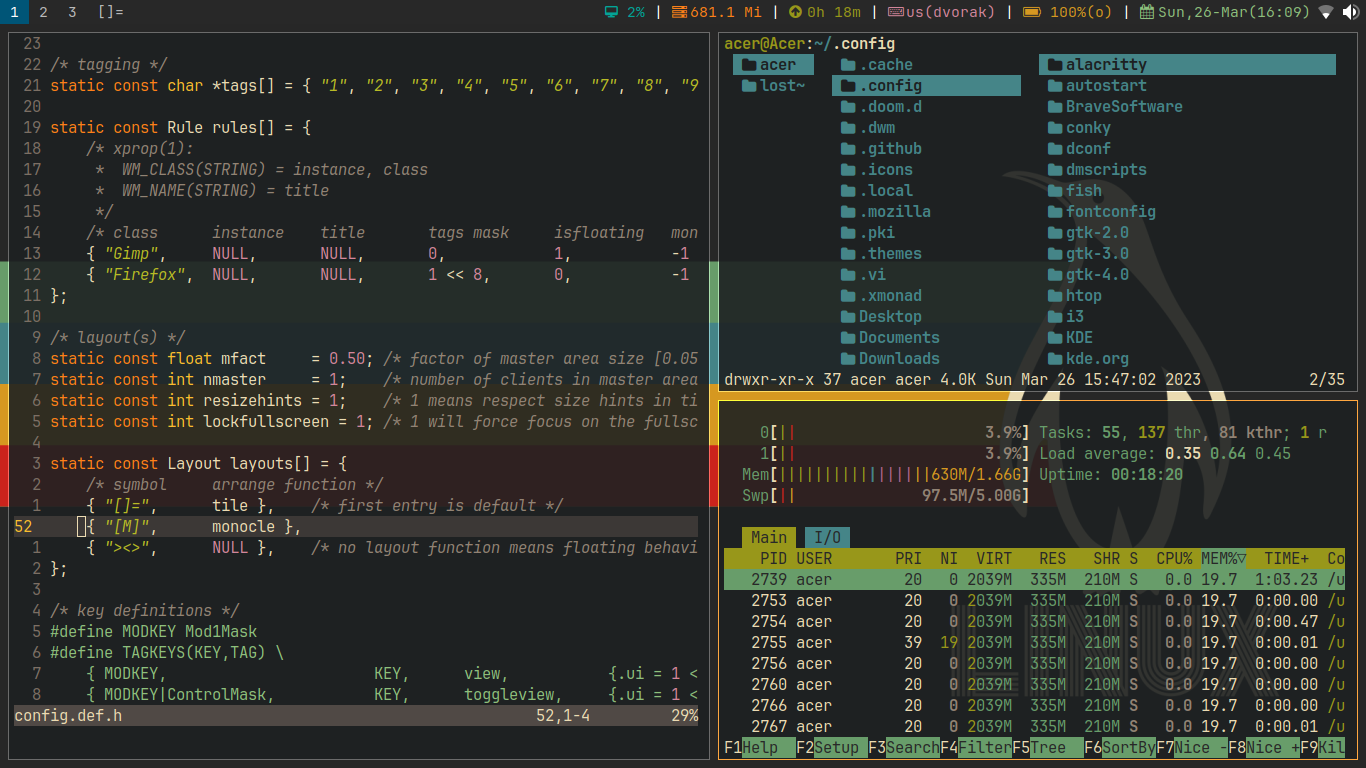 1 2 3 []= 2% | 681.1 Mi | 0h 18m | us(dvorak) | 100%(o) | Sun,26-Mar(16:09)
23
22 /* tagging */
21 static const char *tags[] = { "1", "2", "3", "4", "5", "6", "7", "8", "9
20
19 static const Rule rules[] = {
18 /* xprop(1):
17 * WM_CLASS(STRING) = instance, class
16 * WM_NAME(STRING) = title
15 */
14 /* class instance title tags mask isfloating mon
13 { "Gimp", NULL, NULL, 0, 1, -1
12 { "Firefox", NULL, NULL, 1 << 8, 0, -1
11 };
10
9 /* layout(s) */
8 static const float mfact = 0.50; /* factor of master area size [0.05
7 static const int nmaster = 1; /* number of clients in master area
6 static const int resizehints = 1; /* 1 means respect size hints in ti
5 static const int lockfullscreen = 1; /* 1 will force focus on the fullsc
4
3 static const Layout layouts[] = {
2 /* symbol arrange function */
1 { "[]=", tile }, /* first entry is default */
52 { "[M]", monocle },
1 { "><>", NULL }, /* no layout function means floating behavi
2 };
3
4 /* key definitions */
5 #define MODKEY Mod1Mask
6 #define TAGKEYS(KEY,TAG) \
7 { MODKEY, KEY, view, {.ui = 1 <
8 { MODKEY|ControlMask, KEY, toggleview, {.ui = 1 <
config.def.h 52,1-4 29%
acer@Acer:~/.config
acer .cache alacritty
lost~ .config autostart
.doom.d BraveSoftware
.dwm conky
.github dconf
.icons dmscripts
.local fish
.mozilla fontconfig
.pki gtk-2.0
.themes gtk-3.0
.vi gtk-4.0
.xmonad htop
Desktop i3
Documents KDE
Downloads kde.org
drwxr-xr-x 37 acer acer 4.0K Sun Mar 26 15:47:02 2023 2/35
0[|| 3.9%] Tasks: 55, 137 thr, 81 kthr; 1 r
1[|| 3.9%] Load average: 0.35 0.64 0.45
Mem[|||||||||||||||||630M/1.66G] Uptime: 00:18:20
Swp[|| 97.5M/5.00G]
Main I/O
PID USER PRI NI VIRT RES SHR S CPU% MEM%▽ TIME+ Co
2739 acer 20 0 2039M 335M 210M S 0.0 19.7 1:03.23 /u
2753 acer 20 0 2039M 335M 210M S 0.0 19.7 0:00.00 /u
2754 acer 20 0 2039M 335M 210M S 0.0 19.7 0:00.47 /u
2755 acer 39 19 2039M 335M 210M S 0.0 19.7 0:00.01 /u
2756 acer 20 0 2039M 335M 210M S 0.0 19.7 0:00.00 /u
2760 acer 20 0 2039M 335M 210M S 0.0 19.7 0:00.00 /u
2766 acer 20 0 2039M 335M 210M S 0.0 19.7 0:00.00 /u
2767 acer 20 0 2039M 335M 210M S 0.0 19.7 0:00.01 /u
F1Help F2Setup F3SearchF4FilterF5Tree F6SortByF7Nice -F8Nice +F9Kil
LINUX